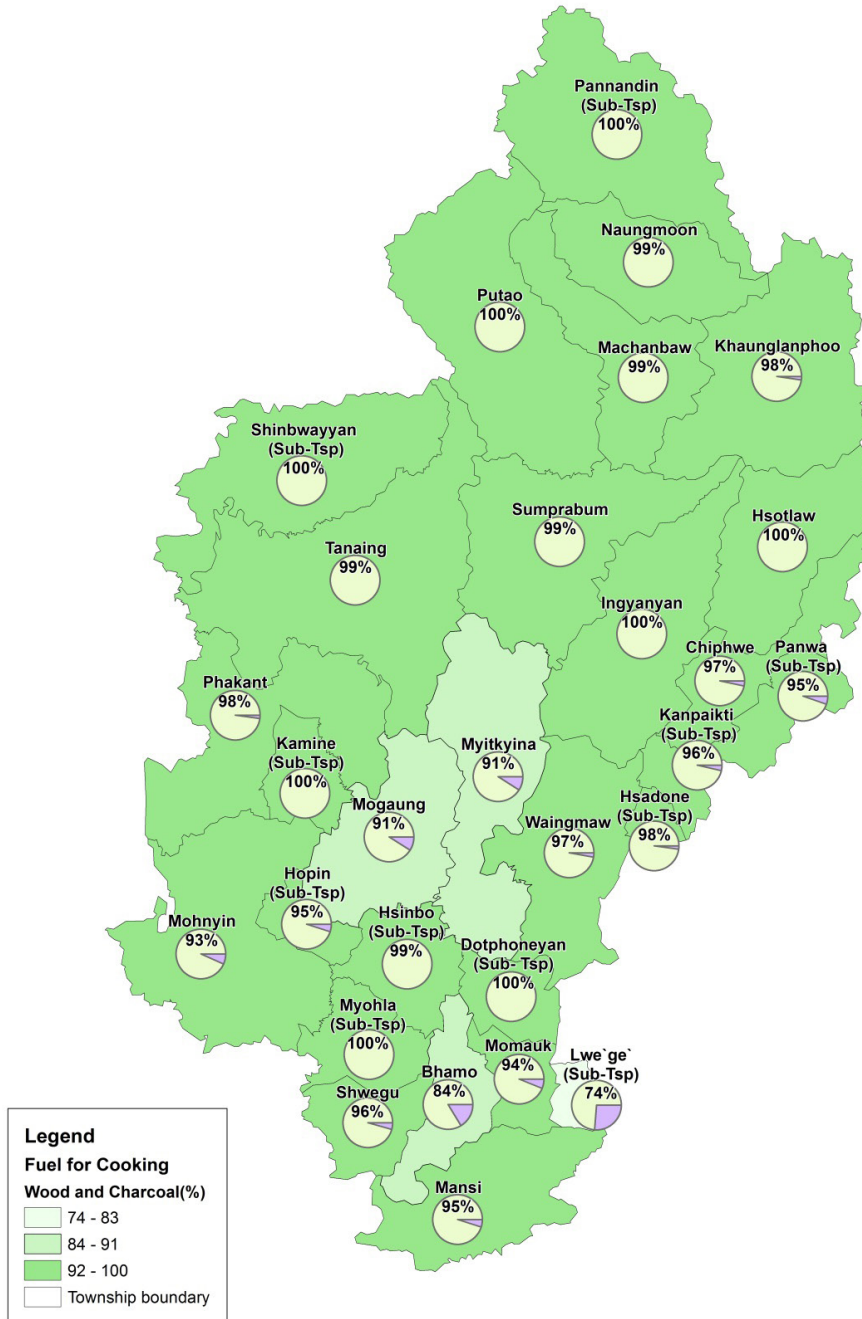 Pannandin
(Sub-Tsp)
100%
Naungmoon
99%
Putao
100%
Machanbaw
99%
Khaunglanphoo
98%
Shinbwayyan
(Sub-Tsp)
100%
Sumprabum
99%
Hsotlaw
100%
Tanaing
99%
Ingyanyan
100%
Chiphwe
97%
Panwa
(Sub-Tsp)
95%
Phakant
98%
Kanpaikti
(Sub-Tsp)
96%
Kamine
(Sub-Tsp)
100%
Myitkyina
91%
Mogaung
91%
Hsadone
(Sub-Tsp)
98%
Waingmaw
97%
Hopin
(Sub-Tsp)
95%
Mohnyin
93%
Hsinbo
(Sub-Tsp)
99%
Dotphoneyan
(Sub- Tsp)
100%
Myohla
(Sub-Tsp)
100%
Momauk
94%
Lwe`ge`
(Sub-Tsp)
74%
Bhamo
84%
Shwegu
96%
Mansi
95%
Legend
Fuel for Cooking
Wood and Charcoal(%)
74 - 83
84 - 91
92 - 100
Township boundary